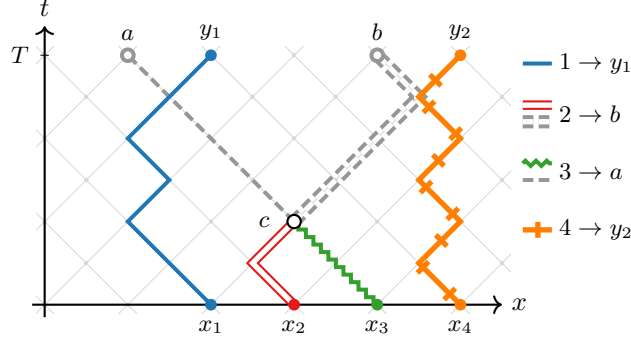 t
T
a
y₁
b
y₂
c
x
x₁
x₂
x₃
x₄
1 → y₁
2 → b
3 → a
4 → y₂